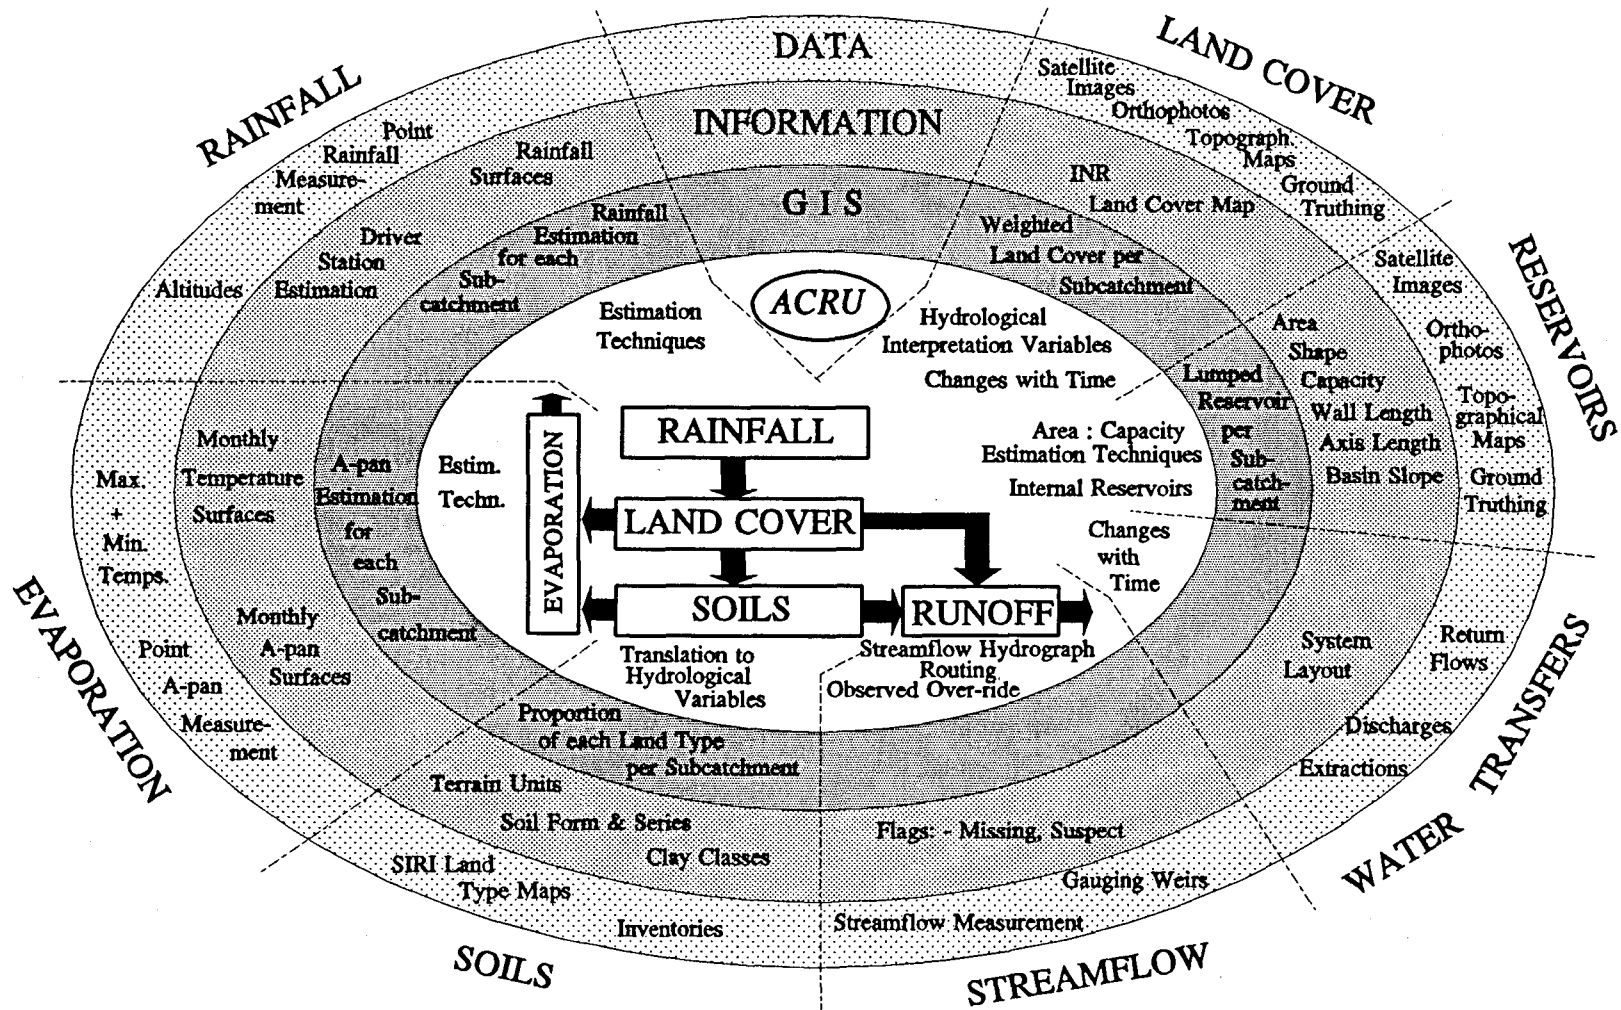 DATA
INFORMATION
G I S
ACRU
RAINFALL
Point
Rainfall
Measure-
ment
Altitudes
Rainfall
Surfaces
Driver
Station
Estimation
Rainfall
Estimation
for each
Sub-
catchment
Estimation
Techniques
LAND COVER
Satellite
Images
Orthophotos
Topograph.
Maps
Ground
Truthing
INR
Land Cover Map
Weighted
Land Cover per
Subcatchment
Hydrological
Interpretation Variables
Changes with Time
RESERVOIRS
Satellite
Images
Ortho-
photos
Topo-
graphical
Maps
Ground
Truthing
Area
Shape
Capacity
Wall Length
Axis Length
Basin Slope
Lumped
Reservoir
per
Sub-
catch-
ment
Area : Capacity
Estimation Techniques
Internal Reservoirs
WATER TRANSFERS
Return
Flows
Discharges
Extractions
System
Layout
Changes
with
Time
STREAMFLOW
Streamflow Measurement
Gauging Weirs
Flags: - Missing, Suspect
Streamflow Hydrograph
Routing
Observed Over-ride
SOILS
SIRI Land
Type Maps
Inventories
Terrain Units
Soil Form & Series
Clay Classes
Proportion
of each Land Type
per Subcatchment
Translation to
Hydrological
Variables
EVAPORATION
Max.
+
Min.
Temps.
Point
A-pan
Measure-
ment
Monthly
Temperature
Surfaces
Monthly
A-pan
Surfaces
A-pan
Estimation
for
each
Sub-
catchment
Estim.
Techn.
RAINFALL
LAND COVER
SOILS
RUNOFF
EVAPORATION